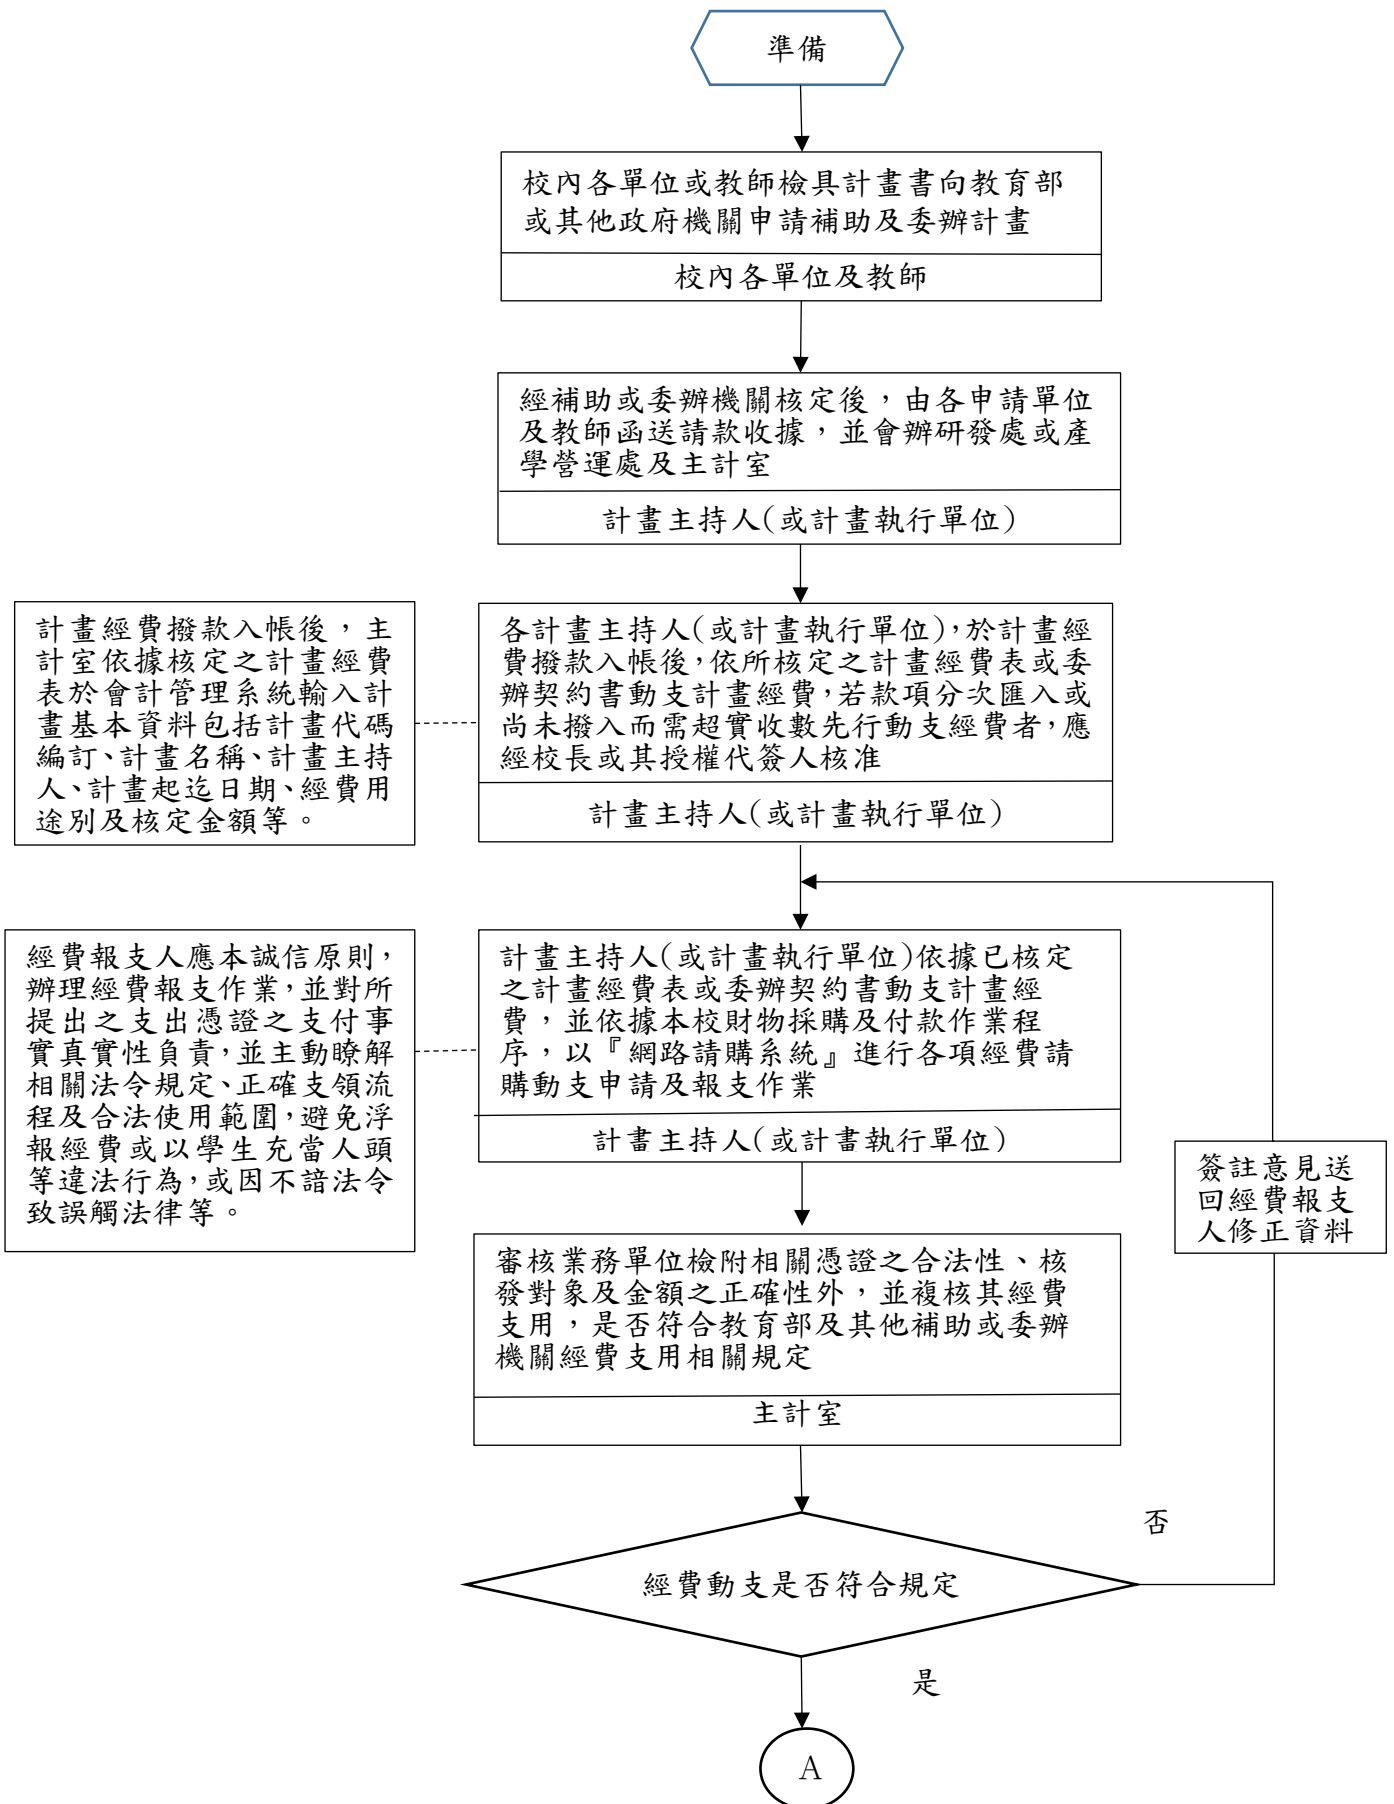 準備
校內各單位或教師檢具計畫書向教育部
或其他政府機關申請補助及委辦計畫
校內各單位及教師
經補助或委辦機關核定後，由各申請單位
及教師函送請款收據，並會辦研發處或產
學營運處及主計室
計畫主持人(或計畫執行單位)
計畫經費撥款入帳後，主
計室依據核定之計畫經費
表於會計管理系統輸入計
畫基本資料包括計畫代碼
編訂、計畫名稱、計畫主持
人、計畫起迄日期、經費用
途別及核定金額等。
各計畫主持人(或計畫執行單位)，於計畫經
費撥款入帳後，依所核定之計畫經費表或委
辦契約書動支計畫經費，若款項分次匯入或
尚未撥入而需超實收數先行動支經費者，應
經校長或其授權代簽人核准
計畫主持人(或計畫執行單位)
經費報支人應本誠信原則，
辦理經費報支作業，並對所
提出之支出憑證之支付事
實真實性負責，並主動瞭解
相關法令規定、正確支領流
程及合法使用範圍，避免浮
報經費或以學生充當人頭
等違法行為，或因不諳法令
致誤觸法律等。
計畫主持人(或計畫執行單位)依據已核定
之計畫經費表或委辦契約書動支計畫經
費，並依據本校財物採購及付款作業程
序，以『網路請購系統』進行各項經費請
購動支申請及報支作業
計畫主持人(或計畫執行單位)
簽註意見送
回經費報支
人修正資料
審核業務單位檢附相關憑證之合法性、核
發對象及金額之正確性外，並複核其經費
支用，是否符合教育部及其他補助或委辦
機關經費支用相關規定
主計室
否
經費動支是否符合規定
是
A